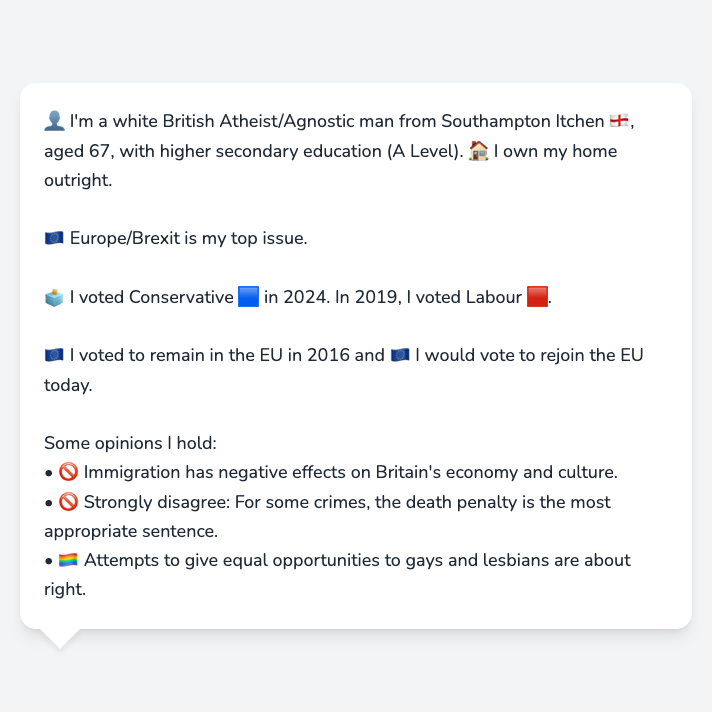 👤 I'm a white British Atheist/Agnostic man from Southampton Itchen 🏴󠁧󠁢󠁥󠁮󠁧󠁿,
aged 67, with higher secondary education (A Level). 🏠 I own my home
outright.
🇪🇺 Europe/Brexit is my top issue.
🗳️ I voted Conservative 🟦 in 2024. In 2019, I voted Labour 🟥.
🇪🇺 I voted to remain in the EU in 2016 and 🇪🇺 I would vote to rejoin the EU
today.
Some opinions I hold:
• 🚫 Immigration has negative effects on Britain's economy and culture.
• 🚫 Strongly disagree: For some crimes, the death penalty is the most
appropriate sentence.
• 🏳️‍🌈 Attempts to give equal opportunities to gays and lesbians are about
right.